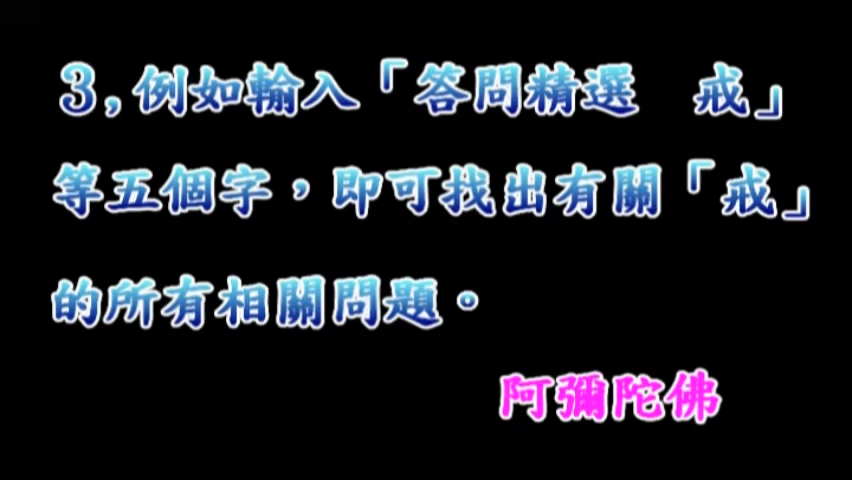 3,例如輸入「答問精選　戒」
等五個字，即可找出有關「戒」
的所有相關問題。
阿彌陀佛